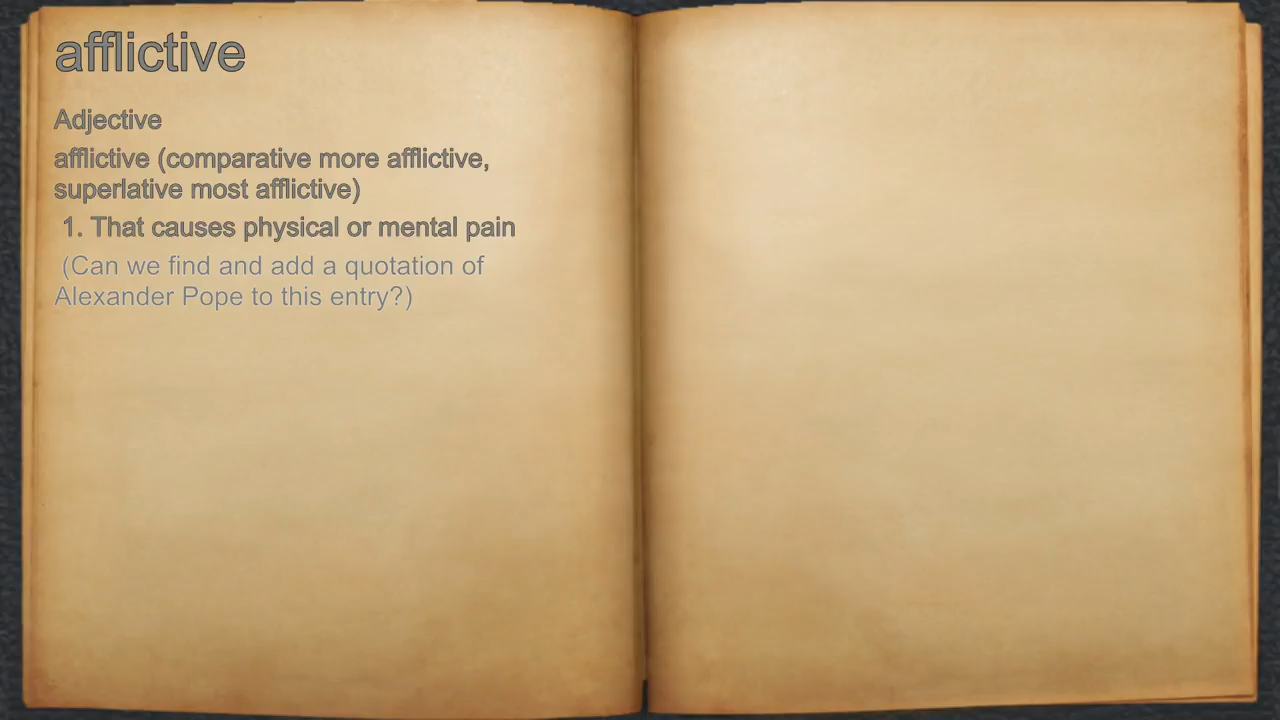 afflictive
Adjective
afflictive (comparative more afflictive,
superlative most afflictive)
1. That causes physical or mental pain
(Can we find and add a quotation of
Alexander Pope to this entry?)